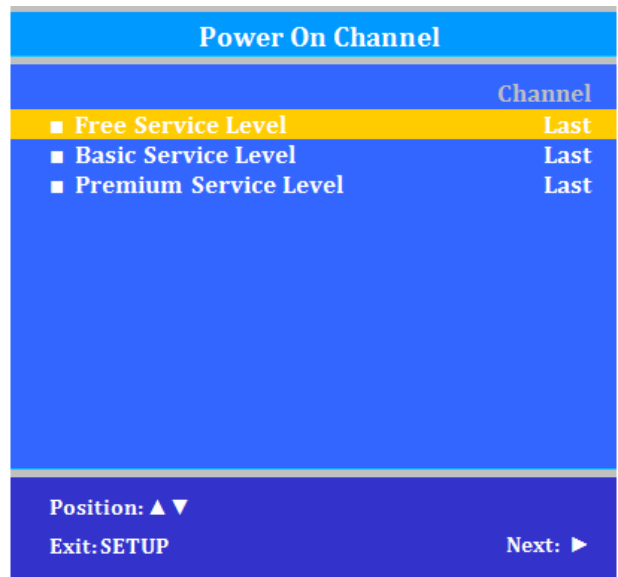 Power On Channel
Channel
■ Free Service Level Last
■ Basic Service Level Last
■ Premium Service Level Last
Position: ▲ ▼
Exit: SETUP Next: ►